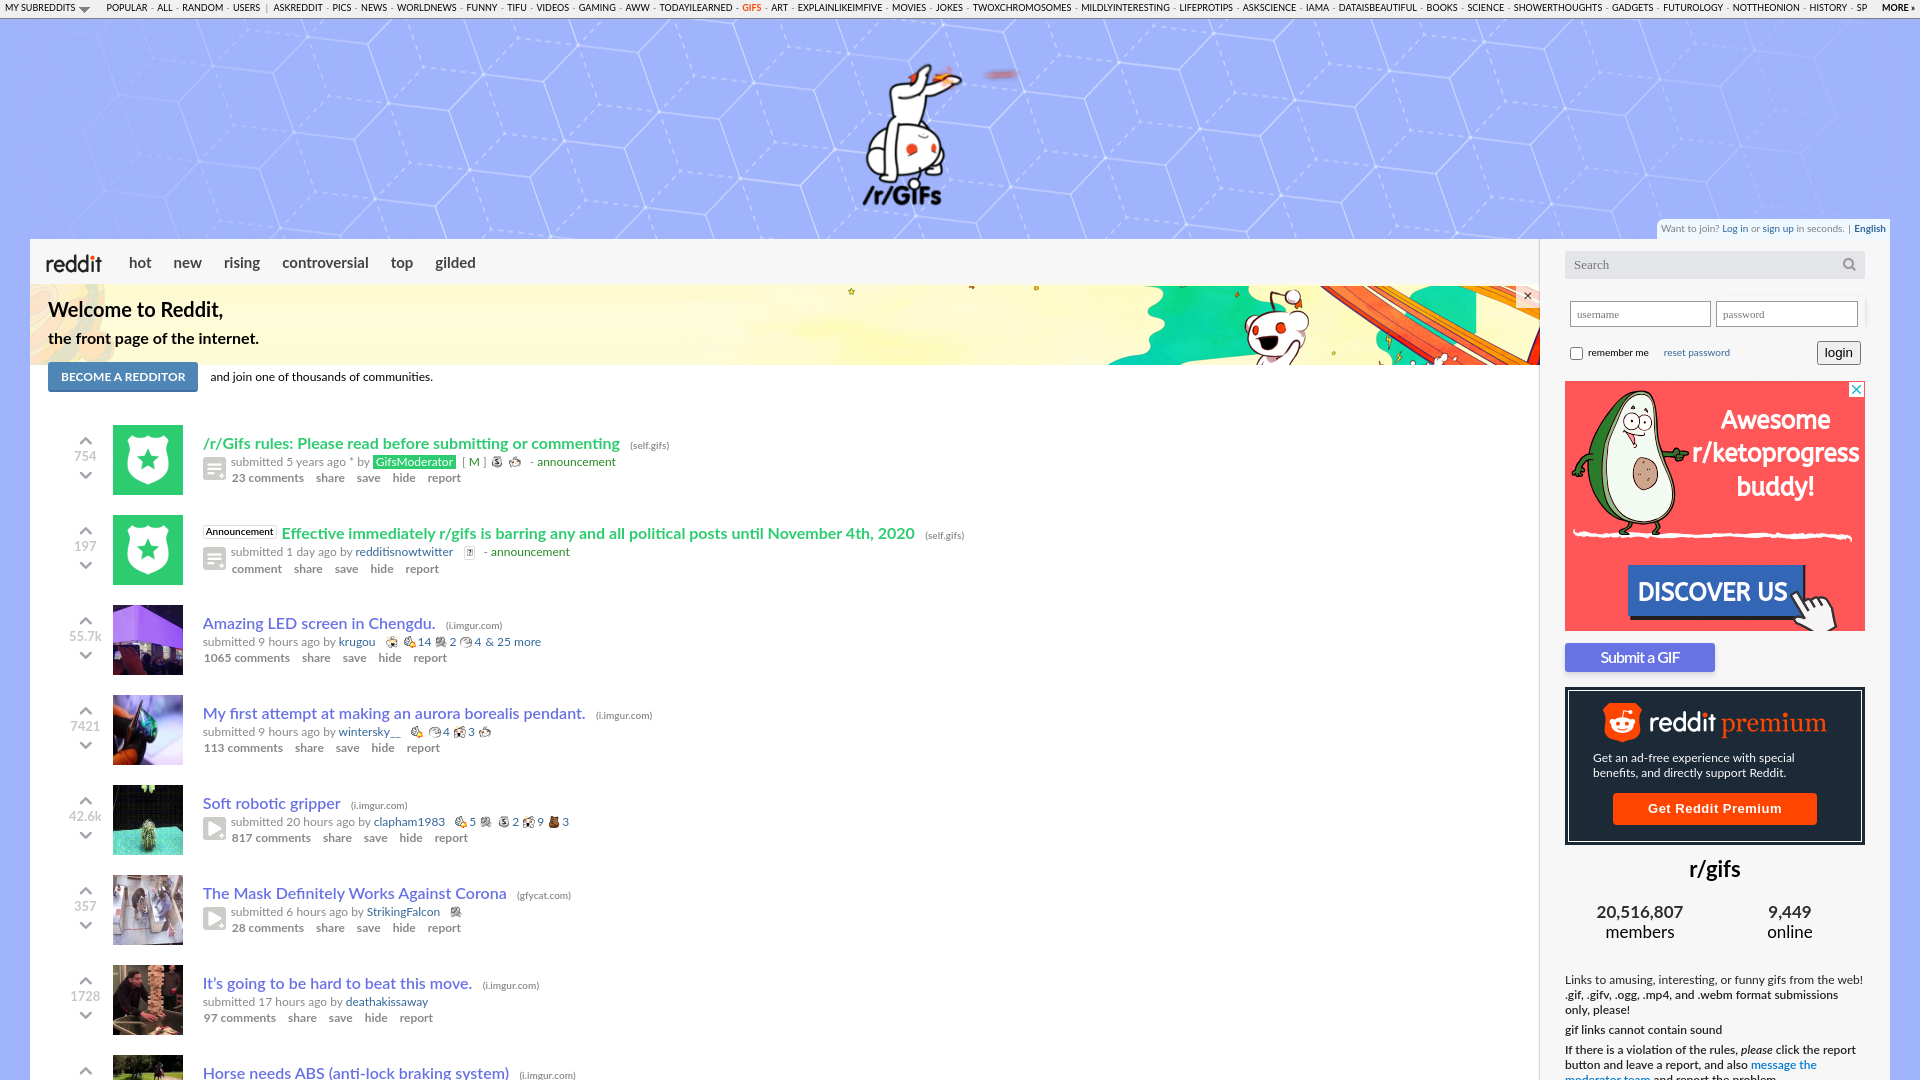 MY SUBREDDITS POPULAR - ALL - RANDOM - USERS | ASKREDDIT - PICS - NEWS - WORLDNEWS - FUNNY - TIFU - VIDEOS - GAMING - AWW - TODAYILEARNED - GIFS - ART - EXPLAINLIKEIMFIVE - MOVIES - JOKES - TWOXCHROMOSOMES - MILDLYINTERESTING - LIFEPROTIPS - ASKSCIENCE - IAMA - DATAISBEAUTIFUL - BOOKS - SCIENCE - SHOWERTHOUGHTS - GADGETS - FUTUROLOGY - NOTTHEONION - HISTORY - SP MORE »
/r/GIFs
Want to join? Log in or sign up in seconds. | English
reddit hot new rising controversial top gilded
Welcome to Reddit,
the front page of the internet.
BECOME A REDDITOR and join one of thousands of communities.
754
/r/Gifs rules: Please read before submitting or commenting (self.gifs)
submitted 5 years ago * by GifsModerator [ M ] - announcement
23 comments share save hide report
197
Announcement Effective immediately r/gifs is barring any and all political posts until November 4th, 2020 (self.gifs)
submitted 1 day ago by redditisnowtwitter - announcement
comment share save hide report
55.7k
Amazing LED screen in Chengdu. (i.imgur.com)
submitted 9 hours ago by krugou 14 2 4 & 25 more
1065 comments share save hide report
7421
My first attempt at making an aurora borealis pendant. (i.imgur.com)
submitted 9 hours ago by wintersky__ 4 3
113 comments share save hide report
42.6k
Soft robotic gripper (i.imgur.com)
submitted 20 hours ago by clapham1983 5 2 9 3
817 comments share save hide report
357
The Mask Definitely Works Against Corona (gfycat.com)
submitted 6 hours ago by StrikingFalcon
28 comments share save hide report
1728
It's going to be hard to beat this move. (i.imgur.com)
submitted 17 hours ago by deathakissaway
97 comments share save hide report
Horse needs ABS (anti-lock braking system) (i.imgur.com)
Search
username password
remember me reset password login
Awesome
r/ketoprogress
buddy!
DISCOVER US
Submit a GIF
reddit premium
Get an ad-free experience with special
benefits, and directly support Reddit.
Get Reddit Premium
r/gifs
20,516,807 9,449
members online
Links to amusing, interesting, or funny gifs from the web!
.gif, .gifv, .ogg, .mp4, and .webm format submissions
only, please!
gif links cannot contain sound
If there is a violation of the rules, please click the report
button and leave a report, and also message the
moderator team and report the problem.